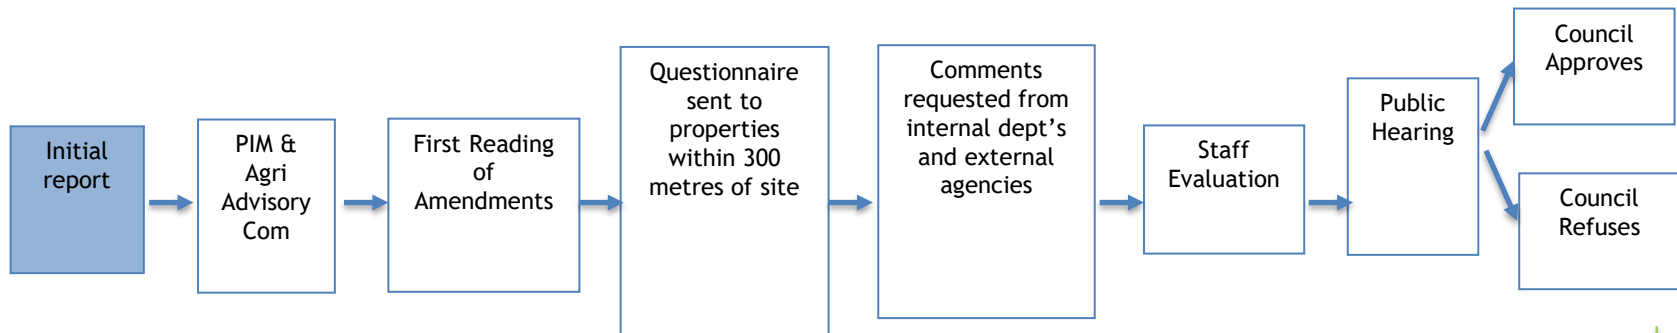 Initial
report
PIM &
Agri
Advisory
Com
First Reading
of
Amendments
Questionnaire
sent to
properties
within 300
metres of site
Comments
requested from
internal dept’s
and external
agencies
Staff
Evaluation
Public
Hearing
Council
Approves
Council
Refuses